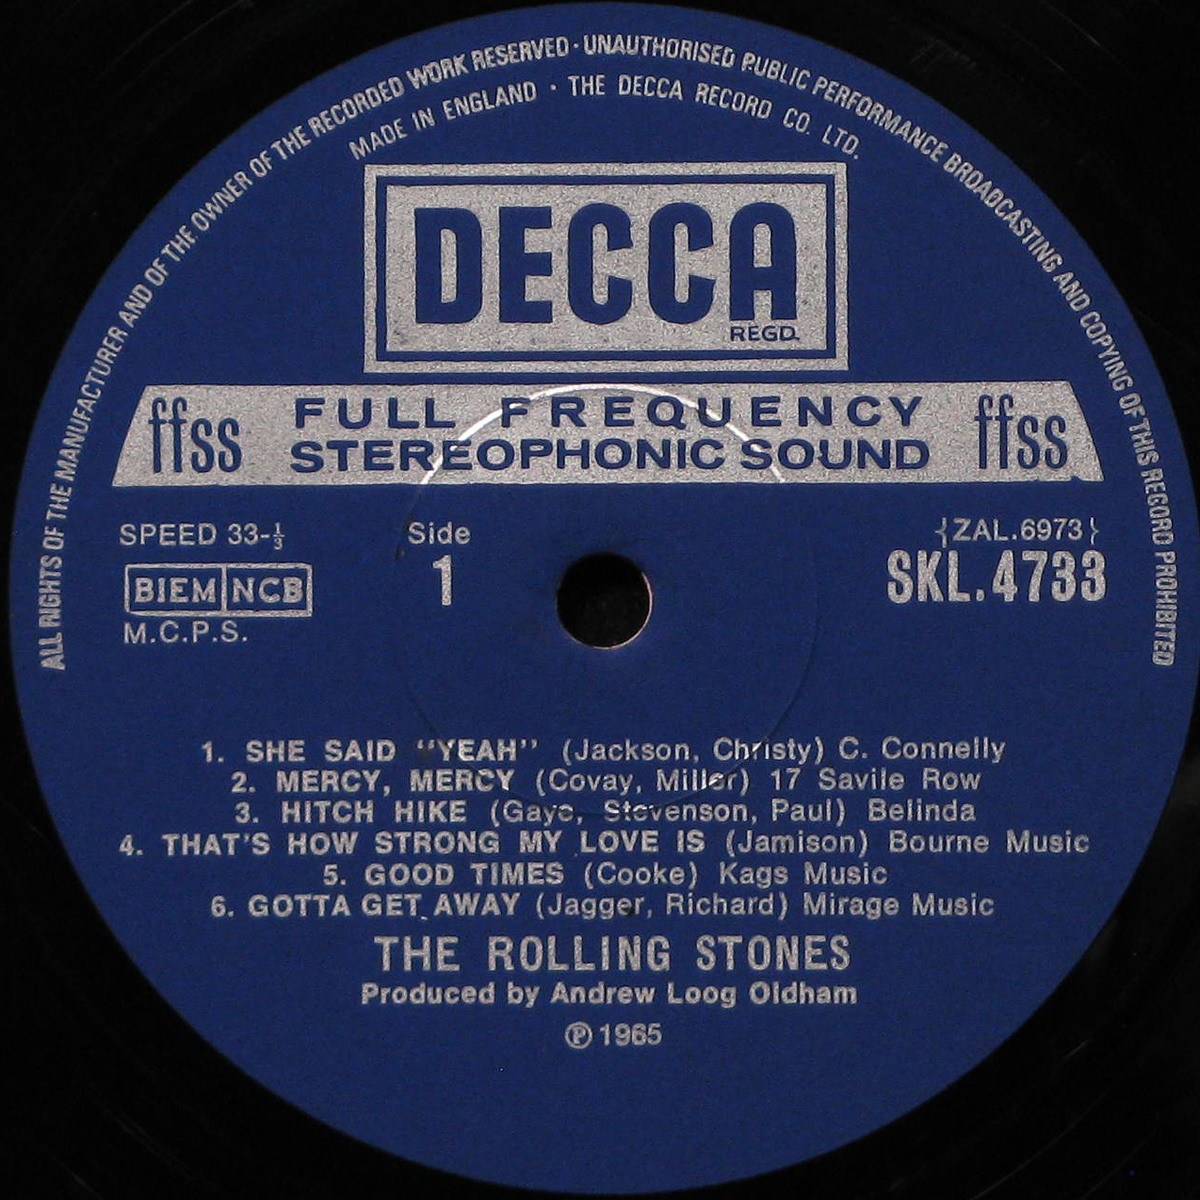 ALL RIGHTS OF THE MANUFACTURER AND OF THE OWNER OF THE RECORDED WORK RESERVED · UNAUTHORISED PUBLIC PERFORMANCE BROADCASTING AND COPYING OF THIS RECORD PROHIBITED
MADE IN ENGLAND · THE DECCA RECORD CO. LTD.
DECCA
REGD.
ffss FULL FREQUENCY ffss
STEREOPHONIC SOUND
SPEED 33-⅓ Side {ZAL.6973}
BIEM NCB 1 SKL.4733
M.C.P.S.
1. SHE SAID "YEAH" (Jackson, Christy) C. Connelly
2. MERCY, MERCY (Covay, Miller) 17 Savile Row
3. HITCH HIKE (Gaye, Stevenson, Paul) Belinda
4. THAT'S HOW STRONG MY LOVE IS (Jamison) Bourne Music
5. GOOD TIMES (Cooke) Kags Music
6. GOTTA GET AWAY (Jagger, Richard) Mirage Music
THE ROLLING STONES
Produced by Andrew Loog Oldham
℗ 1965